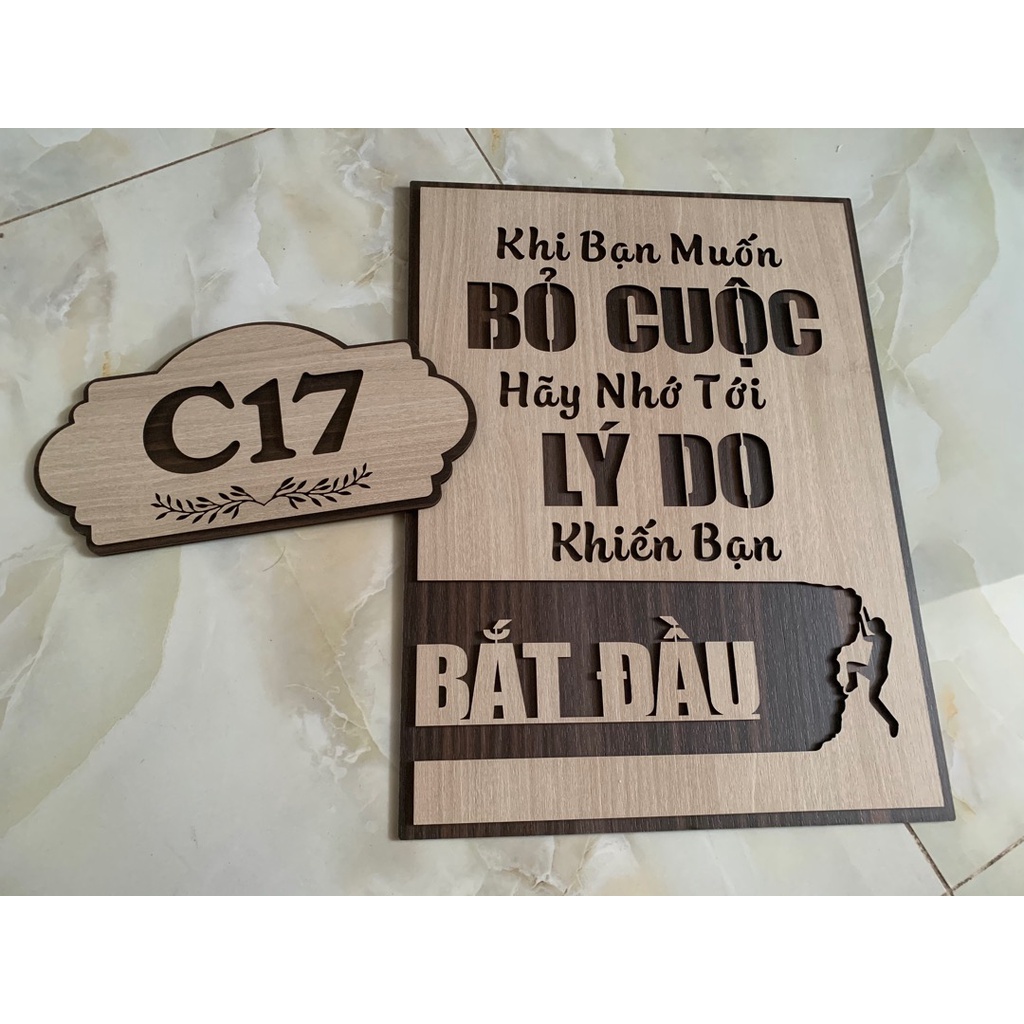 C17
Khi Bạn Muốn
BỎ CUỘC
Hãy Nhớ Tới
LÝ DO
Khiến Bạn
BẮT ĐẦU